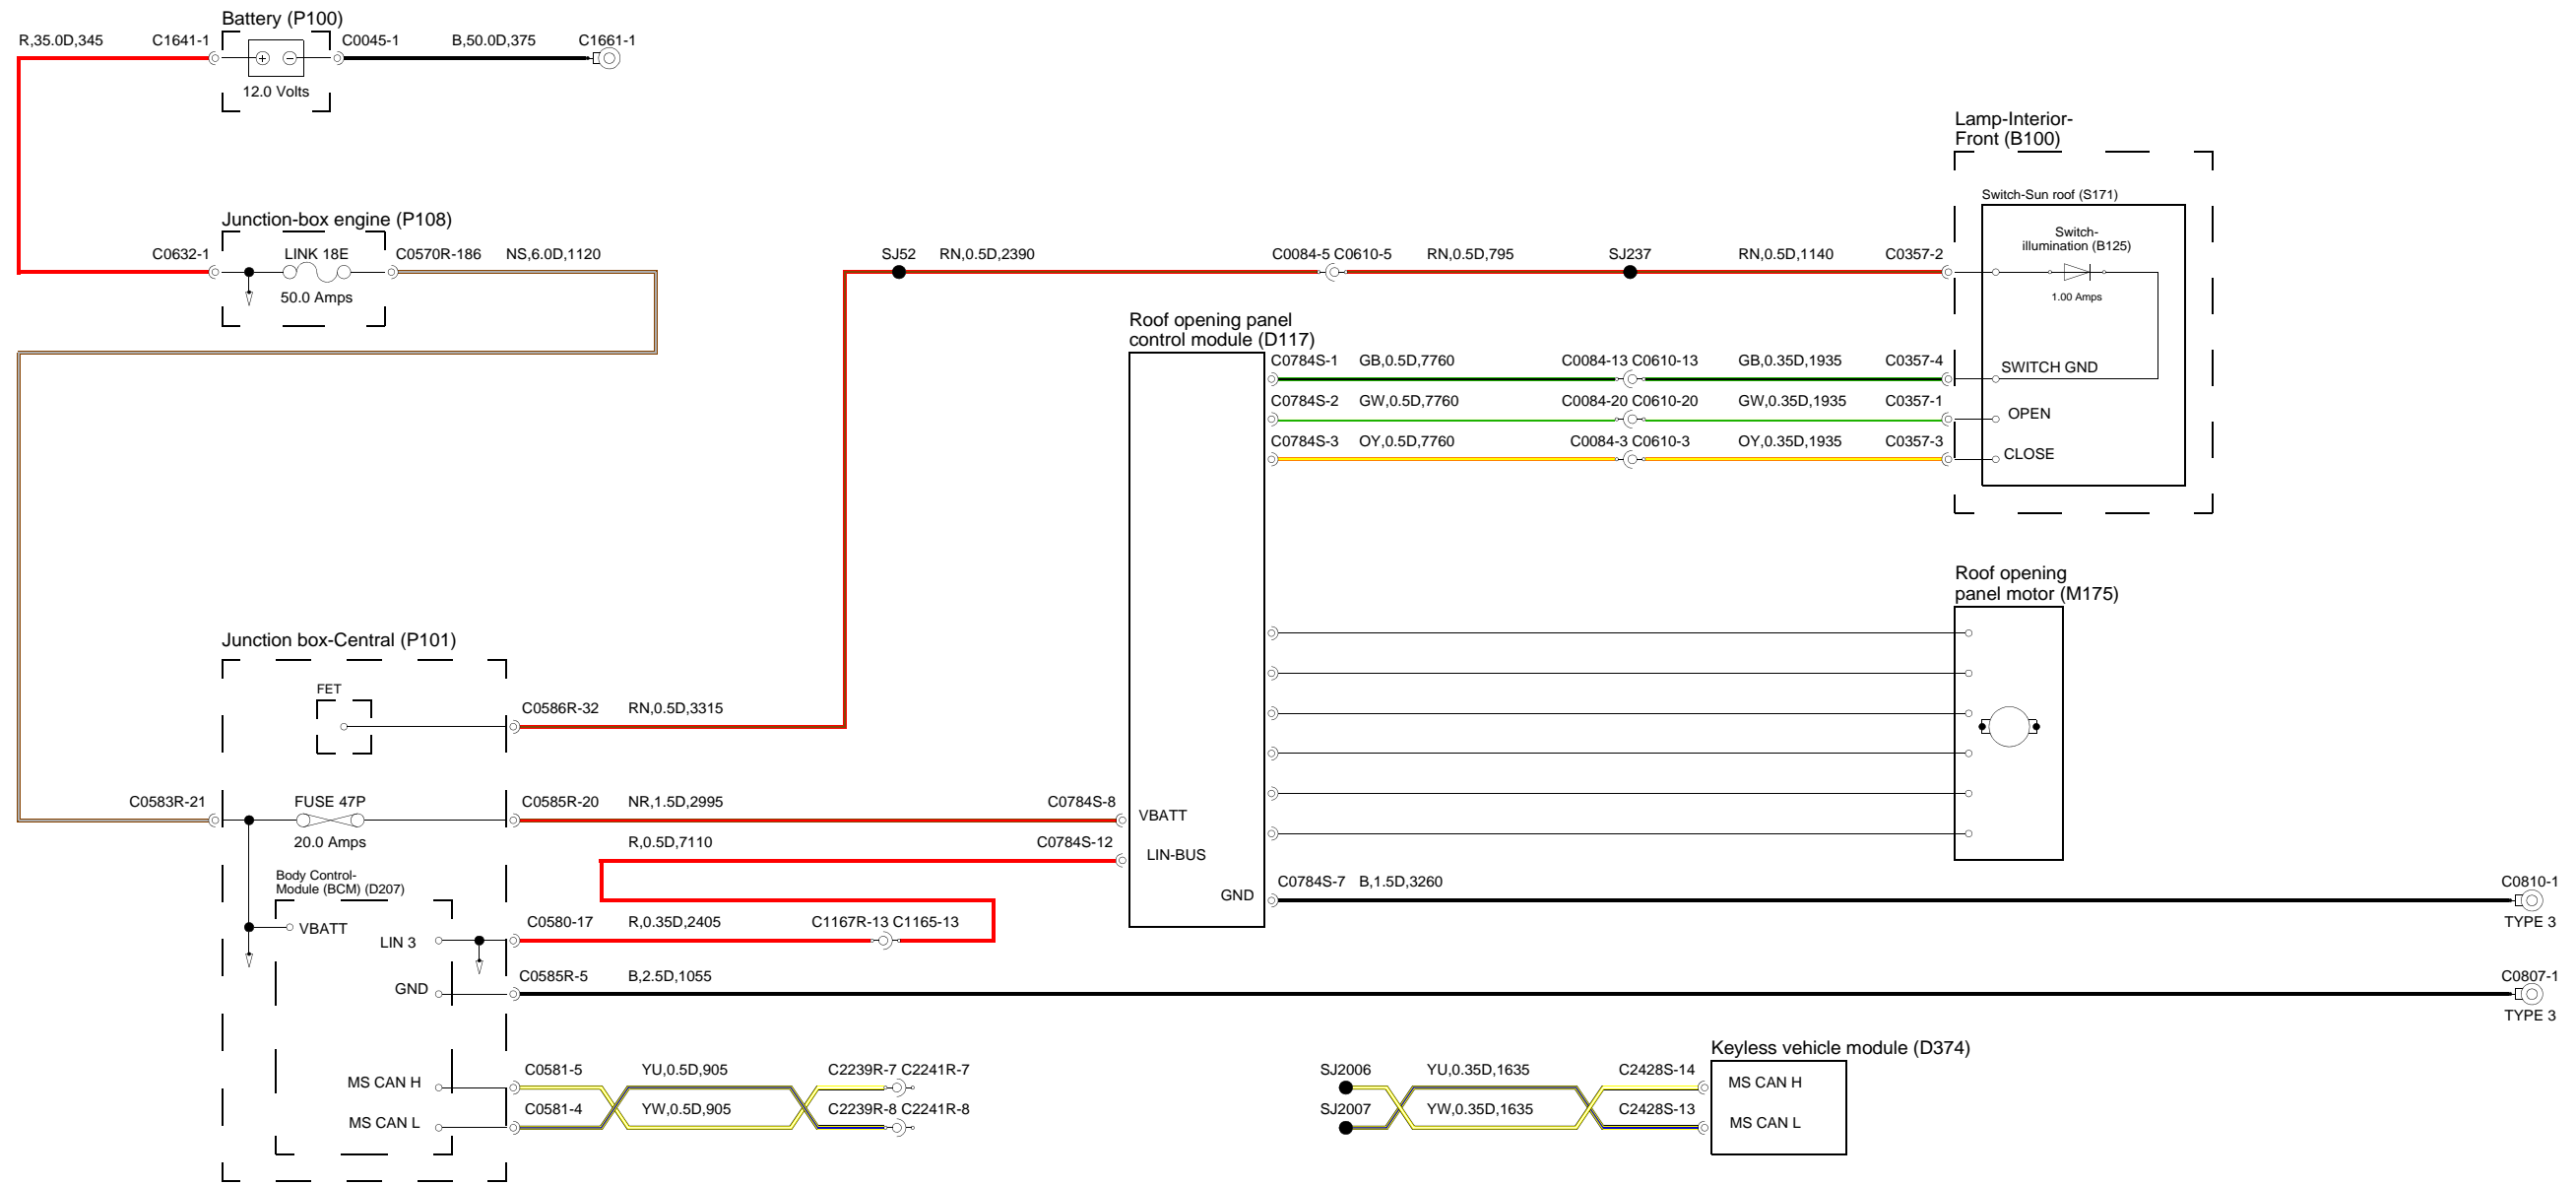 Battery (P100)
R,35.0D,345 C1641-1 C0045-1 B,50.0D,375 C1661-1
12.0 Volts
Lamp-Interior-
Front (B100)
Switch-Sun roof (S171)
Switch-
illumination (B125)
1.00 Amps
Junction-box engine (P108)
C0632-1 LINK 18E C0570R-186 NS,6.0D,1120
50.0 Amps
SJ52 RN,0.5D,2390 C0084-5 C0610-5 RN,0.5D,795 SJ237 RN,0.5D,1140 C0357-2
Roof opening panel
control module (D117)
C0784S-1 GB,0.5D,7760 C0084-13 C0610-13 GB,0.35D,1935 C0357-4
SWITCH GND
C0784S-2 GW,0.5D,7760 C0084-20 C0610-20 GW,0.35D,1935 C0357-1
OPEN
C0784S-3 OY,0.5D,7760 C0084-3 C0610-3 OY,0.35D,1935 C0357-3
CLOSE
Roof opening
panel motor (M175)
Junction box-Central (P101)
FET
C0586R-32 RN,0.5D,3315
C0583R-21 FUSE 47P C0585R-20 NR,1.5D,2995 C0784S-8
VBATT
20.0 Amps R,0.5D,7110 C0784S-12
LIN-BUS
Body Control-
Module (BCM) (D207)
GND C0784S-7 B,1.5D,3260 C0810-1
TYPE 3
VBATT
LIN 3 C0580-17 R,0.35D,2405 C1167R-13 C1165-13
GND C0585R-5 B,2.5D,1055 C0807-1
TYPE 3
MS CAN H C0581-5 YU,0.5D,905 C2239R-7 C2241R-7
MS CAN L C0581-4 YW,0.5D,905 C2239R-8 C2241R-8
Keyless vehicle module (D374)
SJ2006 YU,0.35D,1635 C2428S-14 MS CAN H
SJ2007 YW,0.35D,1635 C2428S-13 MS CAN L